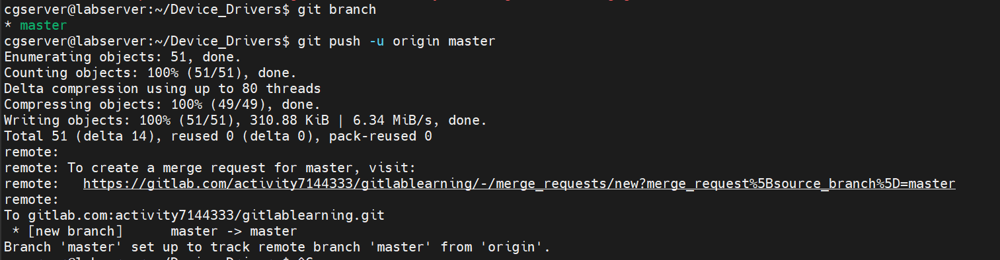 cgserver@labserver:~/Device_Drivers$ git branch
* master
cgserver@labserver:~/Device_Drivers$ git push -u origin master
Enumerating objects: 51, done.
Counting objects: 100% (51/51), done.
Delta compression using up to 80 threads
Compressing objects: 100% (49/49), done.
Writing objects: 100% (51/51), 310.88 KiB | 6.34 MiB/s, done.
Total 51 (delta 14), reused 0 (delta 0), pack-reused 0
remote:
remote: To create a merge request for master, visit:
remote:   https://gitlab.com/activity7144333/gitlablearning/-/merge_requests/new?merge_request%5Bsource_branch%5D=master
remote:
To gitlab.com:activity7144333/gitlablearning.git
 * [new branch]      master -> master
Branch 'master' set up to track remote branch 'master' from 'origin'.